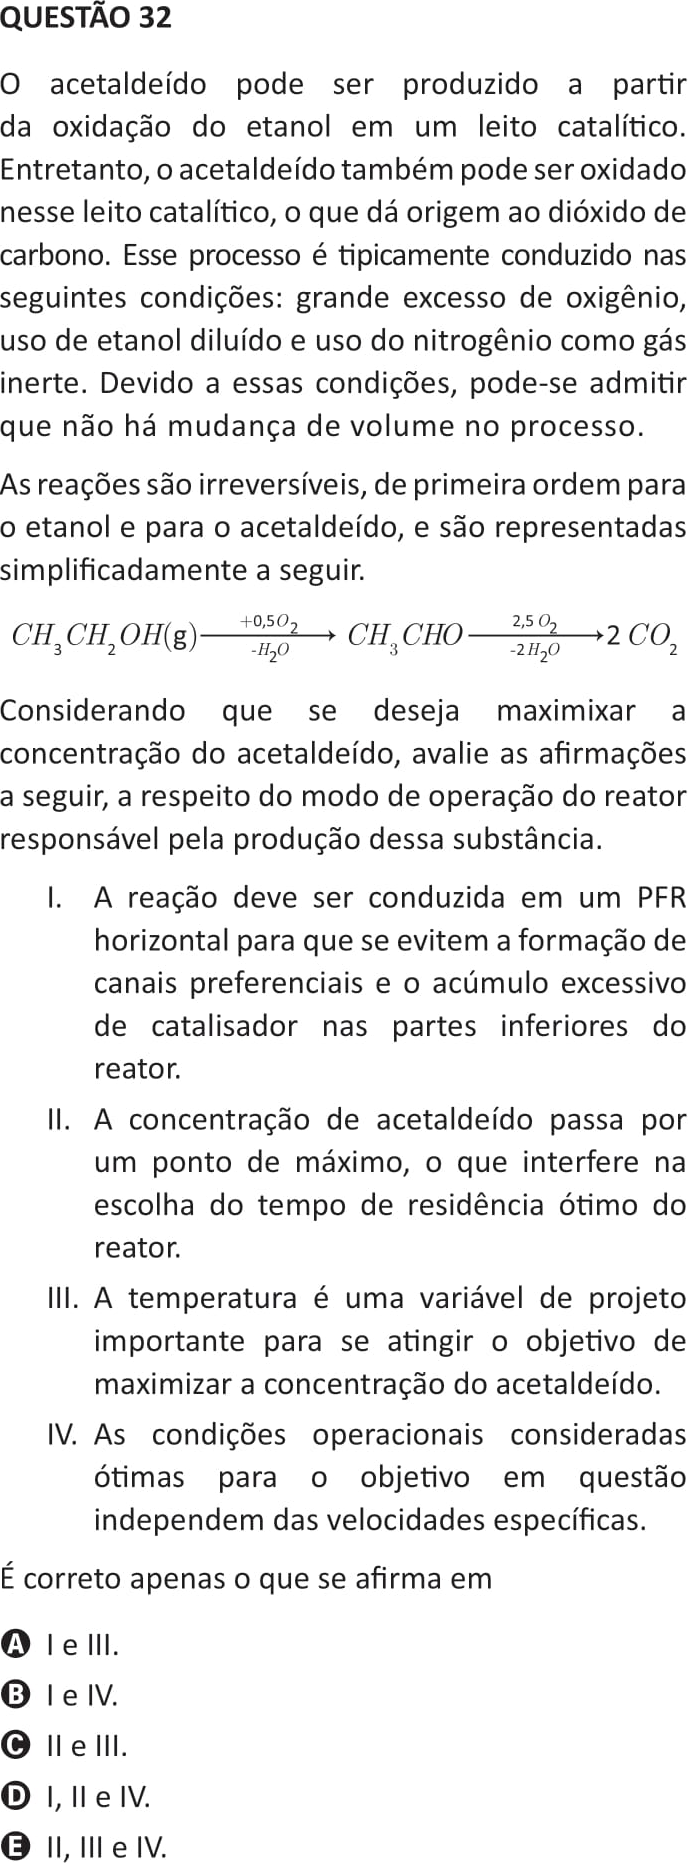 QUESTÃO 32
O acetaldeído pode ser produzido a partir
da oxidação do etanol em um leito catalítico.
Entretanto, o acetaldeído também pode ser oxidado
nesse leito catalítico, o que dá origem ao dióxido de
carbono. Esse processo é tipicamente conduzido nas
seguintes condições: grande excesso de oxigênio,
uso de etanol diluído e uso do nitrogênio como gás
inerte. Devido a essas condições, pode-se admitir
que não há mudança de volume no processo.
As reações são irreversíveis, de primeira ordem para
o etanol e para o acetaldeído, e são representadas
simplificadamente a seguir.
CH₃CH₂OH(g) +0,5O₂ -H₂O → CH₃CHO 2,5 O₂ -2H₂O → 2 CO₂
Considerando que se deseja maximixar a
concentração do acetaldeído, avalie as afirmações
a seguir, a respeito do modo de operação do reator
responsável pela produção dessa substância.
I. A reação deve ser conduzida em um PFR
horizontal para que se evitem a formação de
canais preferenciais e o acúmulo excessivo
de catalisador nas partes inferiores do
reator.
II. A concentração de acetaldeído passa por
um ponto de máximo, o que interfere na
escolha do tempo de residência ótimo do
reator.
III. A temperatura é uma variável de projeto
importante para se atingir o objetivo de
maximizar a concentração do acetaldeído.
IV. As condições operacionais consideradas
ótimas para o objetivo em questão
independem das velocidades específicas.
É correto apenas o que se afirma em
A I e III.
B I e IV.
C II e III.
D I, II e IV.
E II, III e IV.